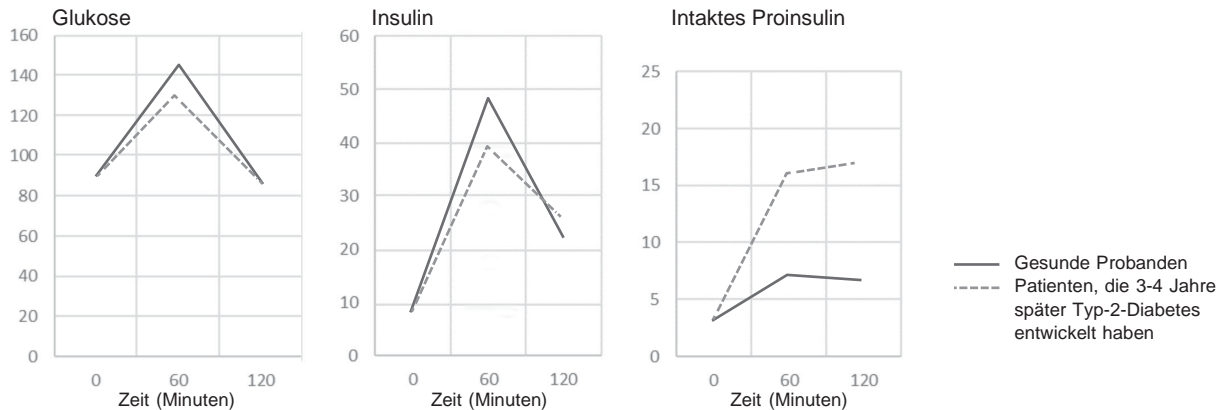 Glukose
160
140
120
100
80
60
40
20
0
0 60 120
Zeit (Minuten)
Insulin
60
50
40
30
20
10
0
0 60 120
Zeit (Minuten)
Intaktes Proinsulin
25
20
15
10
5
0
0 60 120
Zeit (Minuten)
Gesunde Probanden
Patienten, die 3-4 Jahre
später Typ-2-Diabetes
entwickelt haben